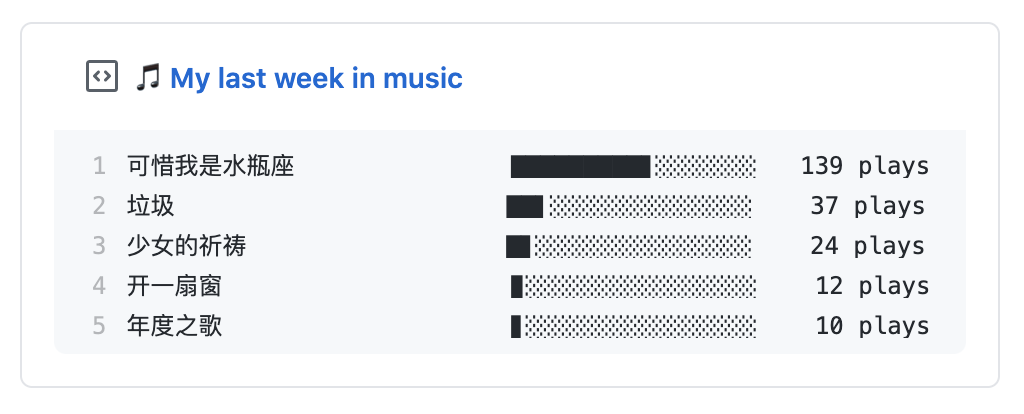 🎵 My last week in music
1 可惜我是水瓶座 139 plays
2 垃圾 37 plays
3 少女的祈祷 24 plays
4 开一扇窗 12 plays
5 年度之歌 10 plays